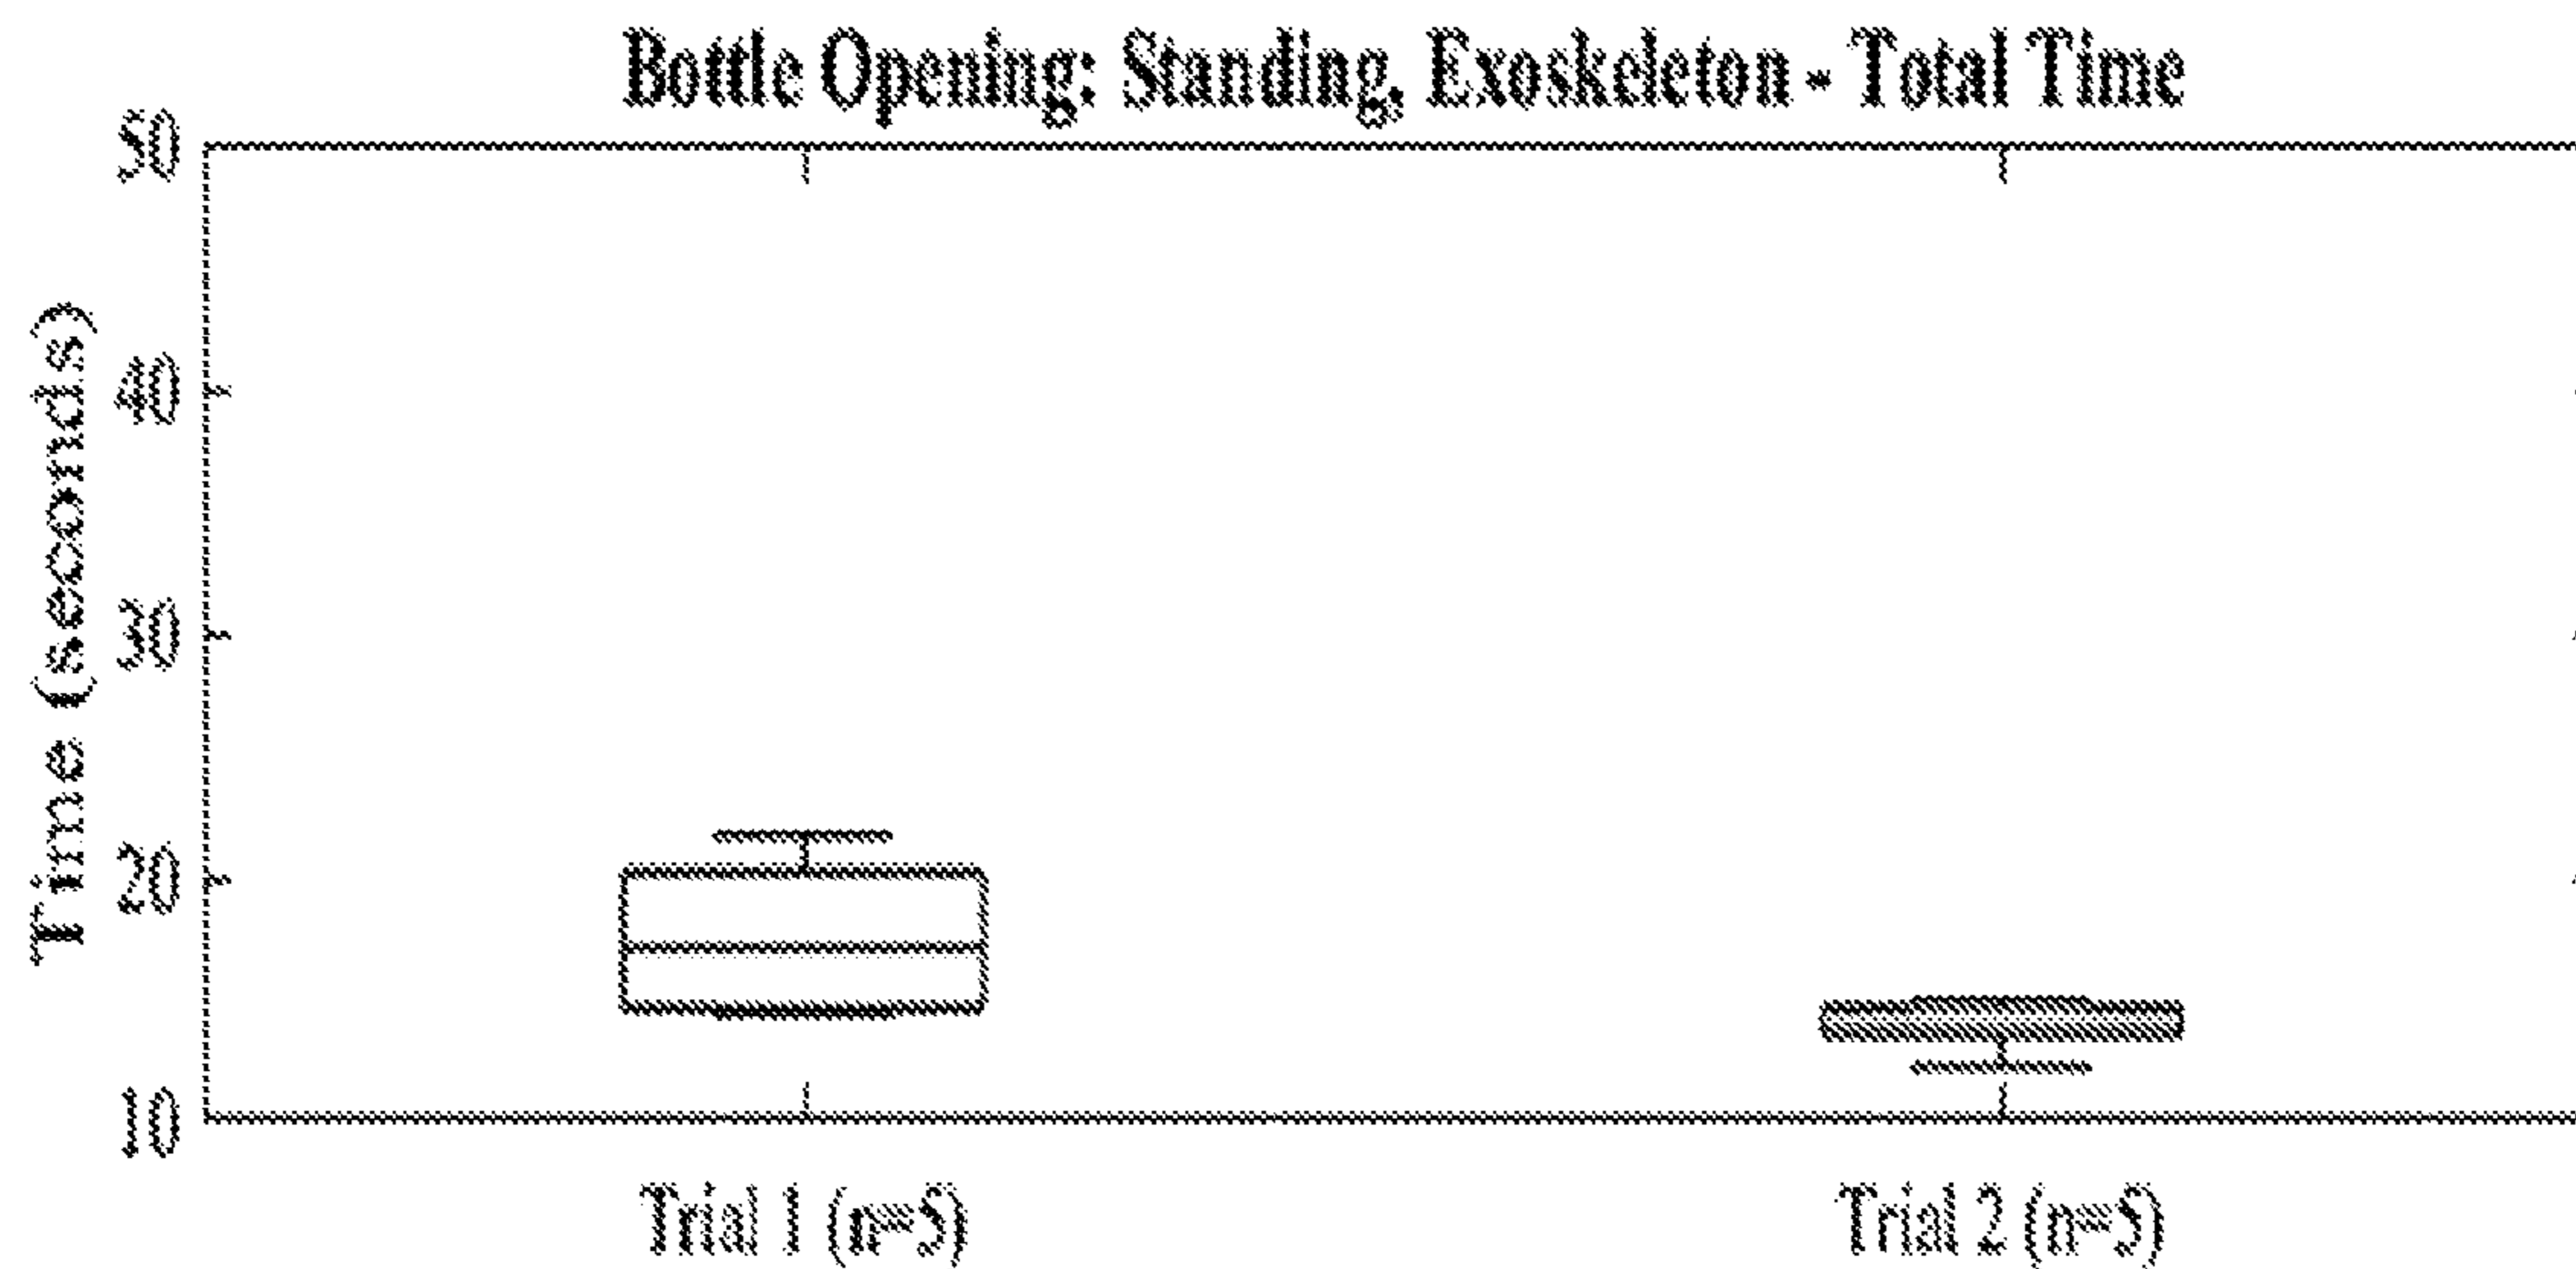 Bottle Opening: Standing, Exoskeleton - Total Time
50
40
30
20
10
Time (seconds)
Trial 1 (n=5)
Trial 2 (n=5)